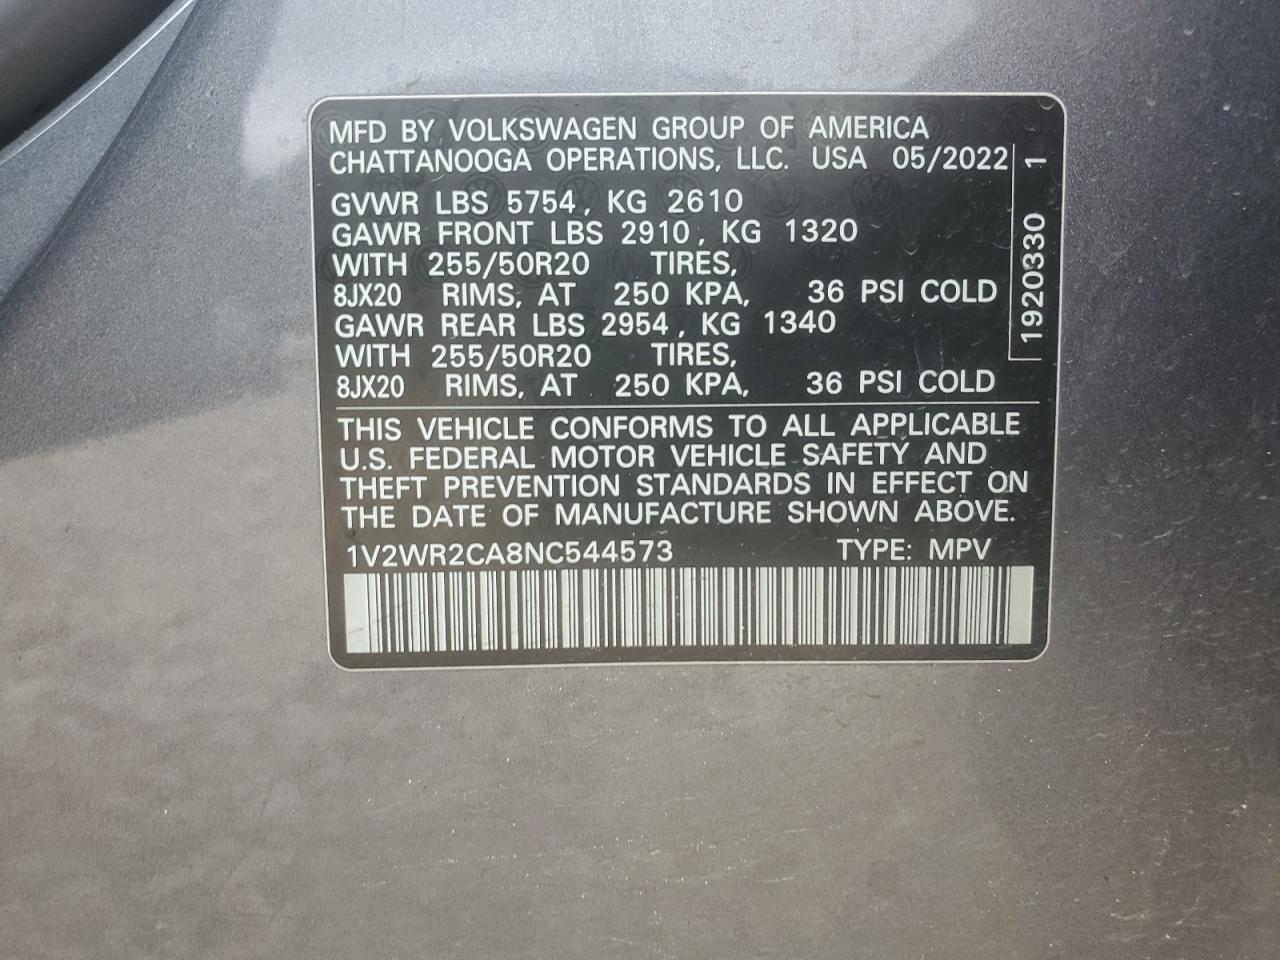 MFD BY VOLKSWAGEN GROUP OF AMERICA
CHATTANOOGA OPERATIONS, LLC. USA 05/2022
GVWR LBS 5754, KG 2610
GAWR FRONT LBS 2910, KG 1320
WITH 255/50R20 TIRES,
8JX20 RIMS, AT 250 KPA, 36 PSI COLD
GAWR REAR LBS 2954, KG 1340
WITH 255/50R20 TIRES,
8JX20 RIMS, AT 250 KPA, 36 PSI COLD
1920330 1
THIS VEHICLE CONFORMS TO ALL APPLICABLE
U.S. FEDERAL MOTOR VEHICLE SAFETY AND
THEFT PREVENTION STANDARDS IN EFFECT ON
THE DATE OF MANUFACTURE SHOWN ABOVE.
1V2WR2CA8NC544573 TYPE: MPV